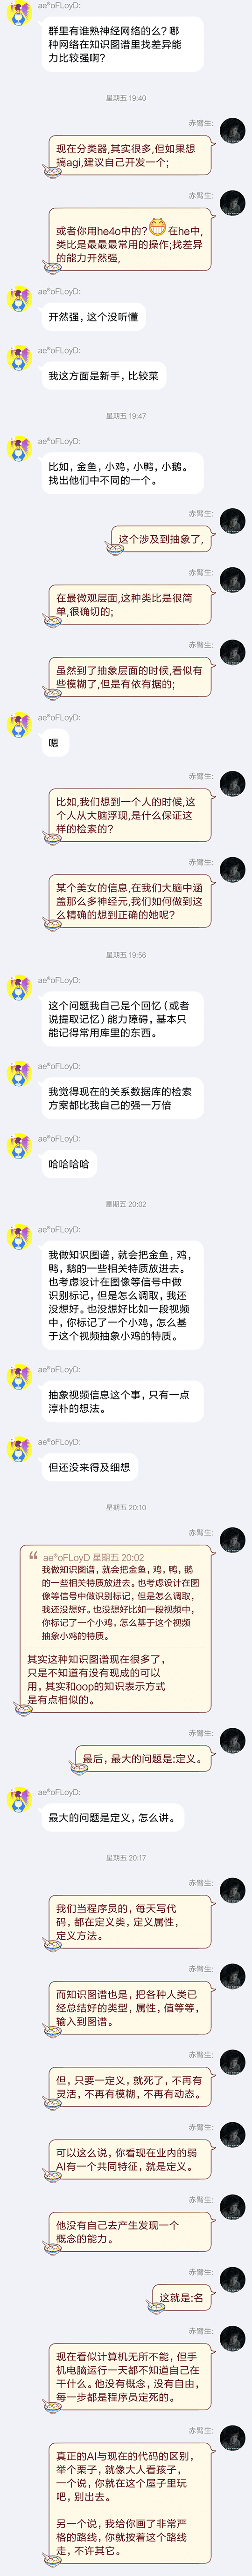 ae°oFLoyD:
群里有谁熟神经网络的么？哪
种网络在知识图谱里找差异能
力比较强啊？
星期五 19:40
赤臂生:
现在分类器,其实很多,但如果想
搞agi,建议自己开发一个;
赤臂生:
或者你用he4o中的?😁在he中,
类比是最最最常用的操作;找差异
的能力开然强,
ae°oFLoyD:
开然强，这个没听懂
ae°oFLoyD:
我这方面是新手，比较菜
星期五 19:47
ae°oFLoyD:
比如，金鱼，小鸡，小鸭，小鹅。
找出他们中不同的一个。
赤臂生:
这个涉及到抽象了,
赤臂生:
在最微观层面,这种类比是很简
单,很确切的;
赤臂生:
虽然到了抽象层面的时候,看似有
些模糊了,但是有依有据的;
ae°oFLoyD:
嗯
赤臂生:
比如,我们想到一个人的时候,这
个人从大脑浮现,是什么保证这
样的检索的?
赤臂生:
某个美女的信息,在我们大脑中涵
盖那么多神经元,我们如何做到这
么精确的想到正确的她呢?
星期五 19:56
ae°oFLoyD:
这个问题我自己是个回忆（或者
说提取记忆）能力障碍，基本只
能记得常用库里的东西。
ae°oFLoyD:
我觉得现在的关系数据库的检索
方案都比我自己的强一万倍
ae°oFLoyD:
哈哈哈哈
星期五 20:02
ae°oFLoyD:
我做知识图谱，就会把金鱼，鸡，
鸭，鹅的一些相关特质放进去。
也考虑设计在图像等信号中做
识别标记，但是怎么调取，我还
没想好。也没想好比如一段视频
中，你标记了一个小鸡，怎么基
于这个视频抽象小鸡的特质。
ae°oFLoyD:
抽象视频信息这个事，只有一点
淳朴的想法。
ae°oFLoyD:
但还没来得及细想
星期五 20:10
赤臂生:
ae°oFLoyD 星期五 20:02
我做知识图谱，就会把金鱼，鸡，鸭，鹅
的一些相关特质放进去。也考虑设计在图
像等信号中做识别标记，但是怎么调取，
我还没想好。也没想好比如一段视频中，
你标记了一个小鸡，怎么基于这个视频
抽象小鸡的特质。
其实这种知识图谱现在很多了，
只是不知道有没有现成的可以
用，其实和oop的知识表示方式
是有点相似的。
赤臂生:
最后，最大的问题是:定义。
ae°oFLoyD:
最大的问题是定义，怎么讲。
星期五 20:17
赤臂生:
我们当程序员的，每天写代
码，都在定义类，定义属性，
定义方法。
赤臂生:
而知识图谱也是，把各种人类已
经总结好的类型，属性，值等等，
输入到图谱。
赤臂生:
但，只要一定义，就死了，不再有
灵活，不再有模糊，不再有动态。
赤臂生:
可以这么说，你看现在业内的弱
AI有一个共同特征，就是定义。
赤臂生:
他没有自己去产生发现一个
概念的能力。
赤臂生:
这就是:名
赤臂生:
现在看似计算机无所不能，但手
机电脑运行一天都不知道自己在
干什么。他没有概念，没有自由，
每一步都是程序员定死的。
赤臂生:
真正的AI与现在的代码的区别，
举个栗子，就像大人看孩子，
一个说，你就在这个屋子里玩
吧，别出去。
另一个说，我给你画了非常严
格的路线，你就按着这个路线
走，不许其它。